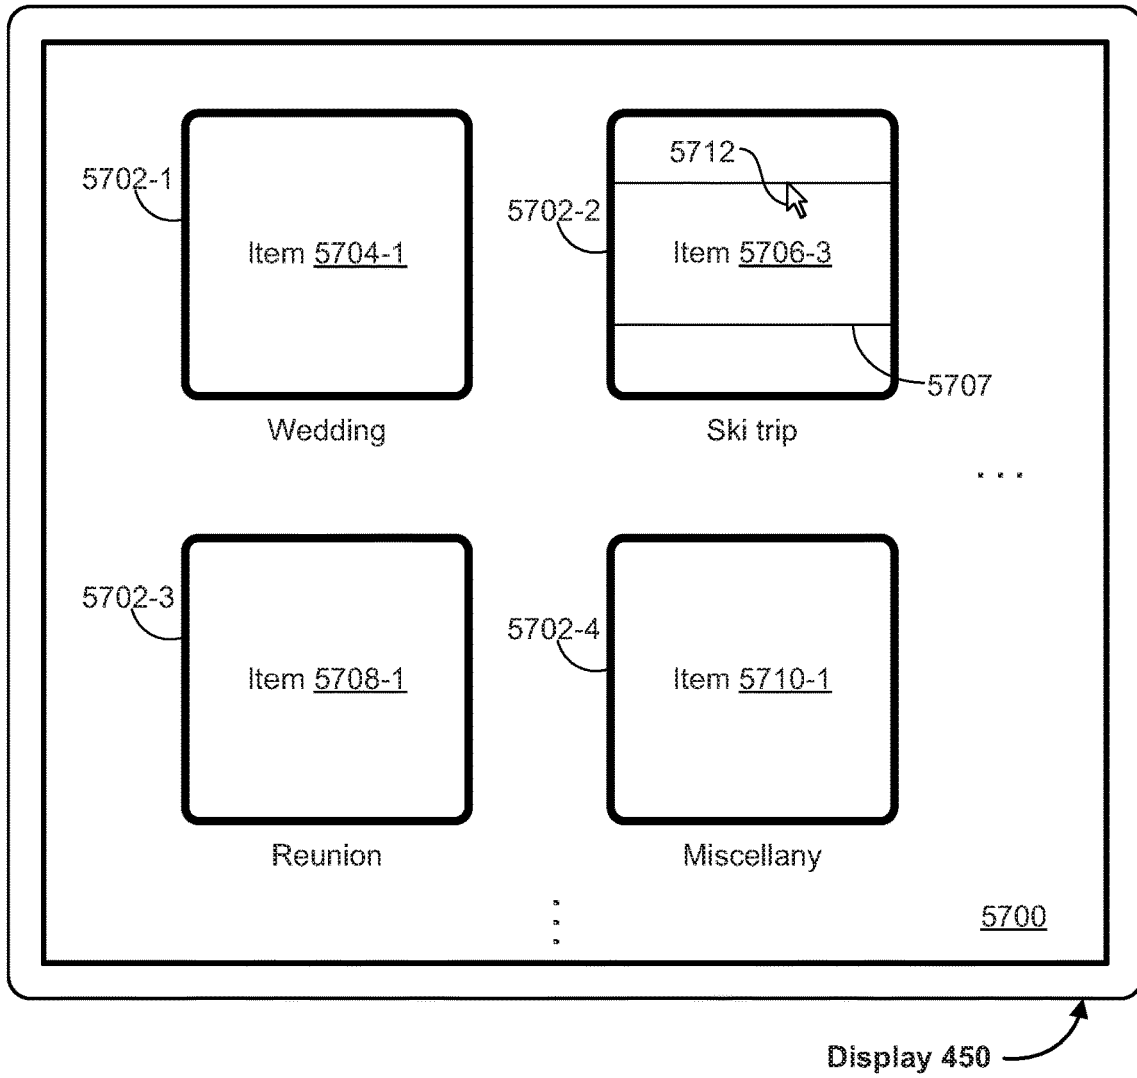 5712
5702-1
5702-2
Item 5704-1
Item 5706-3
5707
Wedding
Ski trip
. . .
5702-3
5702-4
Item 5708-1
Item 5710-1
Reunion
Miscellany
5700
Display 450